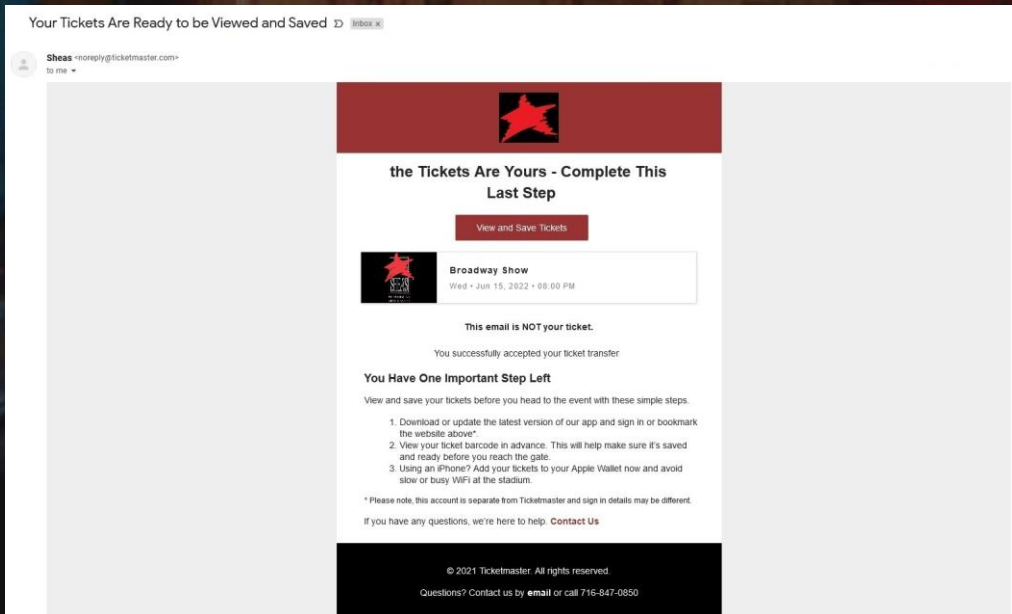 Your Tickets Are Ready to be Viewed and Saved Inbox x
Sheas <noreply@ticketmaster.com>
to me
the Tickets Are Yours - Complete This
Last Step
View and Save Tickets
Broadway Show
Wed • Jun 15, 2022 • 08:00 PM
This email is NOT your ticket.
You successfully accepted your ticket transfer
You Have One Important Step Left
View and save your tickets before you head to the event with these simple steps.
1. Download or update the latest version of our app and sign in or bookmark
the website above*.
2. View your ticket barcode in advance. This will help make sure it's saved
and ready before you reach the gate.
3. Using an iPhone? Add your tickets to your Apple Wallet now and avoid
slow or busy WiFi at the stadium.
* Please note, this account is separate from Ticketmaster and sign in details may be different.
If you have any questions, we're here to help. Contact Us
© 2021 Ticketmaster. All rights reserved.
Questions? Contact us by email or call 716-847-0850